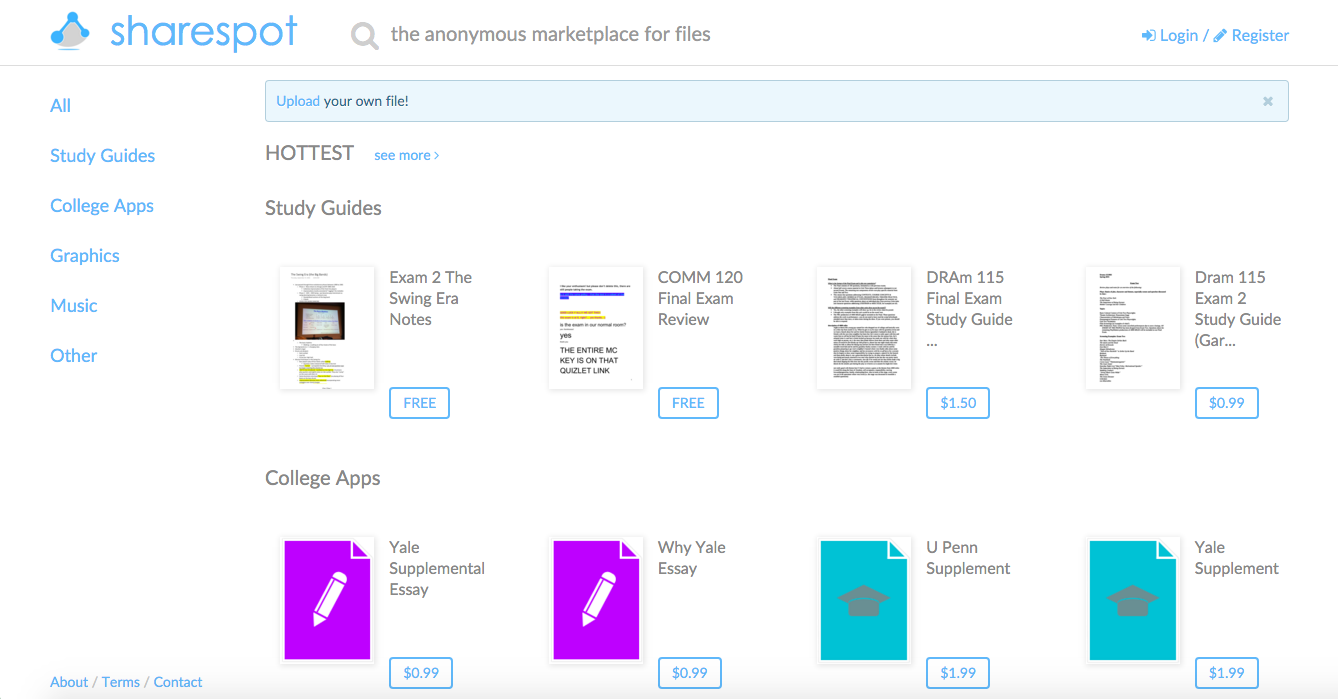 sharespot
the anonymous marketplace for files
Login / Register
All
Study Guides
College Apps
Graphics
Music
Other
Upload your own file!
HOTTEST see more
Study Guides
Exam 2 The
Swing Era
Notes
FREE
is the exam in our normal room?
yes
THE ENTIRE MC
KEY IS ON THAT
QUIZLET LINK
COMM 120
Final Exam
Review
FREE
DRAm 115
Final Exam
Study Guide
...
$1.50
Dram 115
Exam 2
Study Guide
(Gar...
$0.99
College Apps
Yale
Supplemental
Essay
$0.99
Why Yale
Essay
$0.99
U Penn
Supplement
$1.99
Yale
Supplement
$1.99
About / Terms / Contact